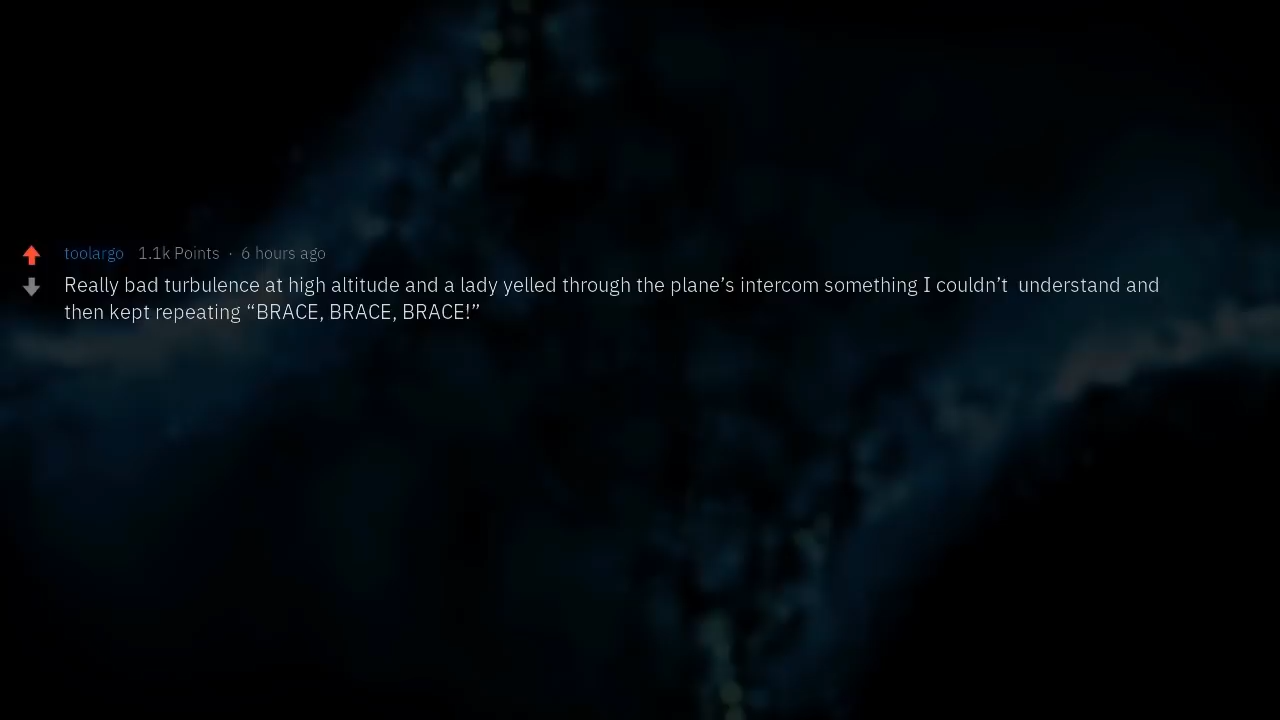 toolargo 1.1k Points · 6 hours ago
Really bad turbulence at high altitude and a lady yelled through the plane’s intercom something I couldn’t  understand and
then kept repeating “BRACE, BRACE, BRACE!”